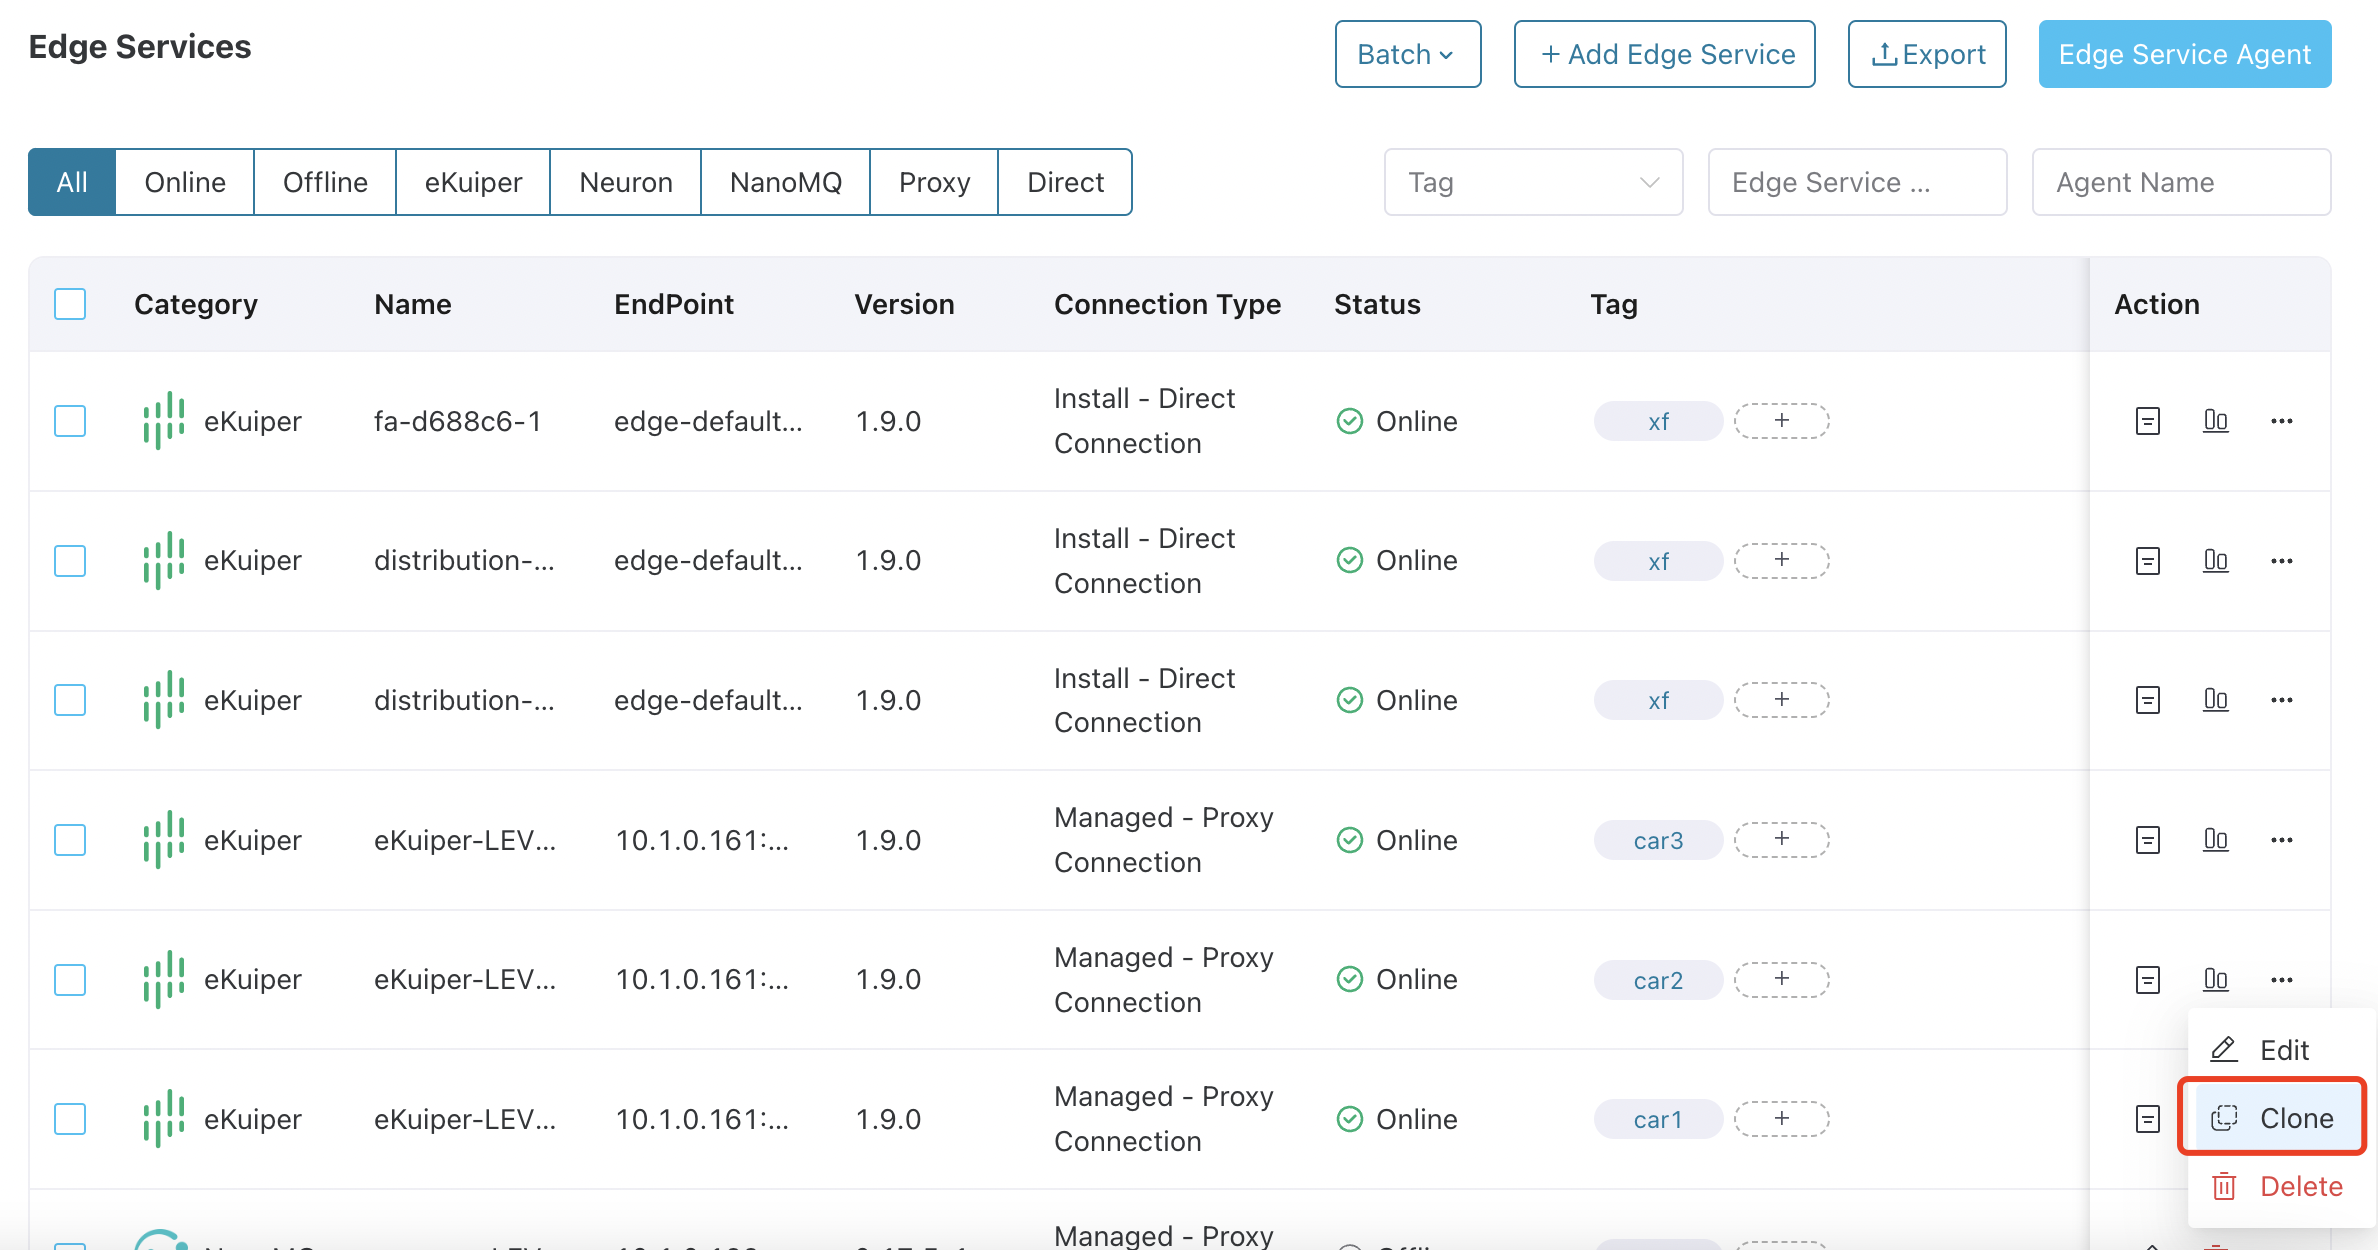 Edge Services
Batch
+ Add Edge Service
Export
Edge Service Agent
All Online Offline eKuiper Neuron NanoMQ Proxy Direct
Tag
Edge Service ...
Agent Name
Category Name EndPoint Version Connection Type Status Tag Action
eKuiper fa-d688c6-1 edge-default... 1.9.0 Install - Direct Connection Online xf +
eKuiper distribution-... edge-default... 1.9.0 Install - Direct Connection Online xf +
eKuiper distribution-... edge-default... 1.9.0 Install - Direct Connection Online xf +
eKuiper eKuiper-LEV... 10.1.0.161:... 1.9.0 Managed - Proxy Connection Online car3 +
eKuiper eKuiper-LEV... 10.1.0.161:... 1.9.0 Managed - Proxy Connection Online car2 +
eKuiper eKuiper-LEV... 10.1.0.161:... 1.9.0 Managed - Proxy Connection Online car1 +
Edit
Clone
Delete
Managed - Proxy